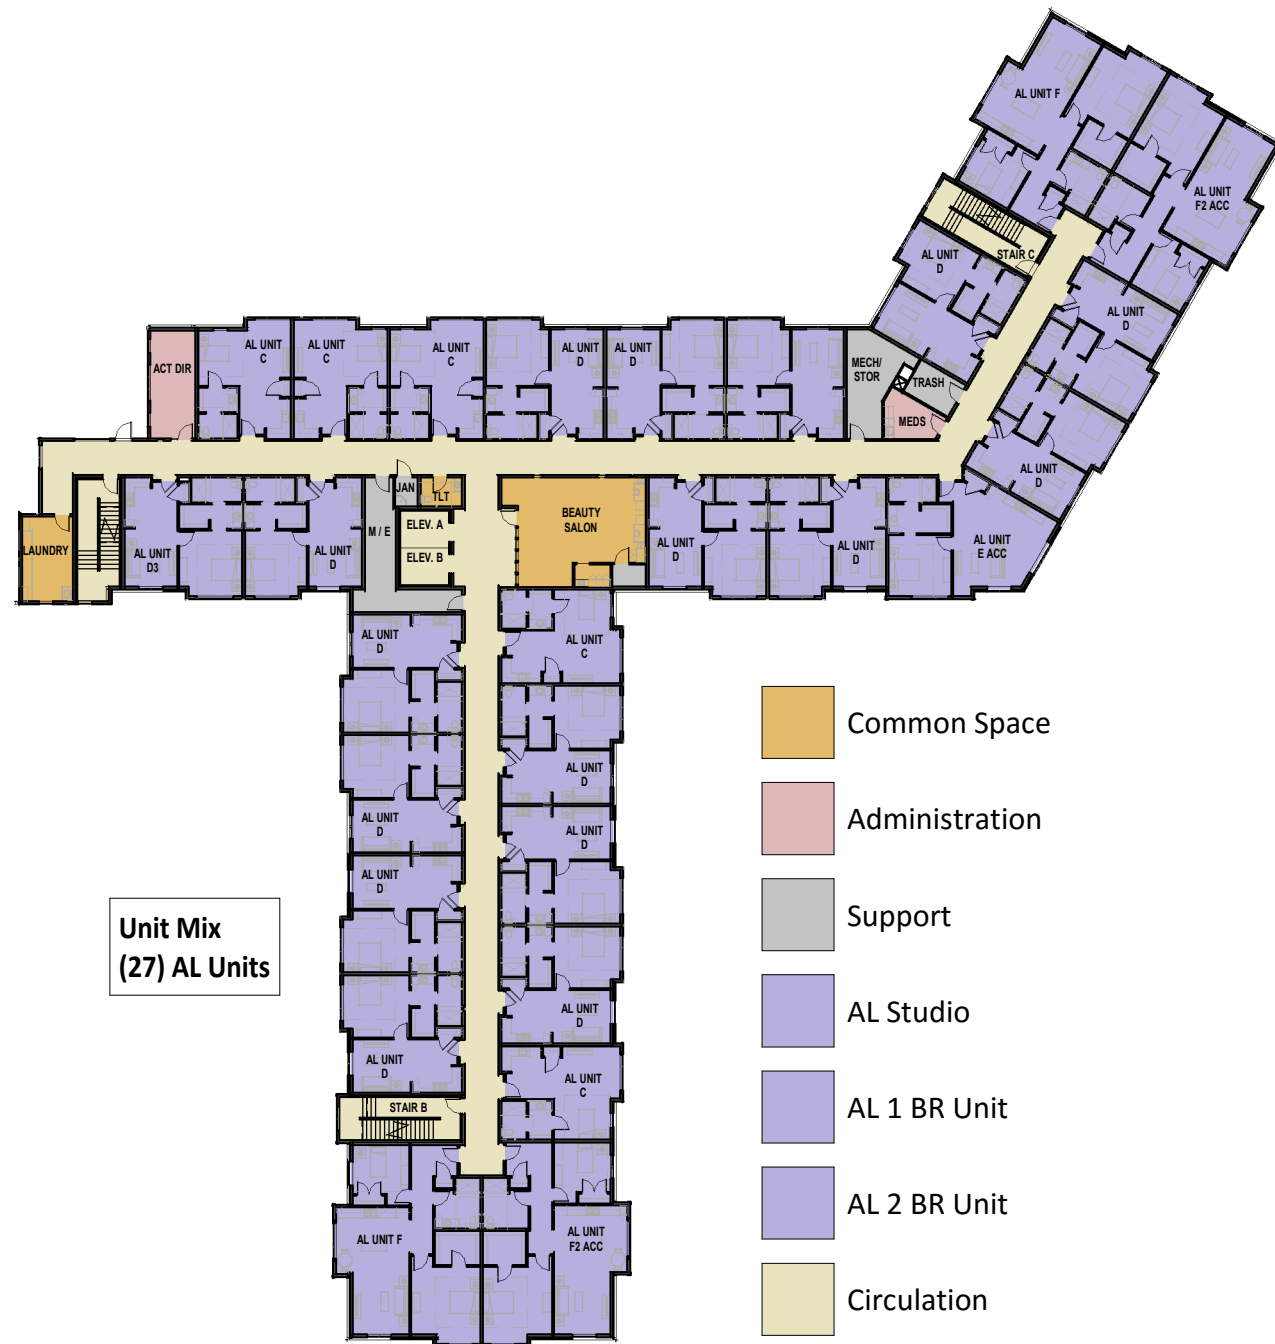 AL UNIT F
AL UNIT
F2 ACC
STAIR C
AL UNIT
D
AL UNIT
D
AL UNIT
D
ACT DIR
AL UNIT
C
AL UNIT
C
AL UNIT
C
AL UNIT
D
AL UNIT
D
MECH/
STOR
TRASH
MEDS
LAUNDRY
AL UNIT
D3
AL UNIT
D
M / E
JAN
TLT
ELEV. A
ELEV. B
BEAUTY
SALON
AL UNIT
D
AL UNIT
D
AL UNIT
E ACC
AL UNIT
D
AL UNIT
C
AL UNIT
D
AL UNIT
D
AL UNIT
D
AL UNIT
D
AL UNIT
D
AL UNIT
D
AL UNIT
C
STAIR B
AL UNIT F
AL UNIT
F2 ACC
Unit Mix
(27) AL Units
Common Space
Administration
Support
AL Studio
AL 1 BR Unit
AL 2 BR Unit
Circulation